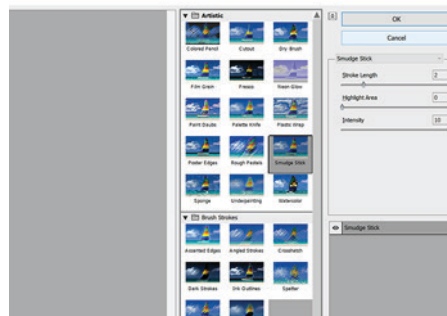 Artistic
OK
Colored Pencil Cutout Dry Brush
Cancel
Film Grain Fresco Neon Glow
Smudge Stick
Stroke Length 2
Highlight Area 0
Paint Daubs Palette Knife Plastic Wrap
Intensity 10
Poster Edges Rough Pastels Smudge Stick
Sponge Underpainting Watercolor
Brush Strokes
Smudge Stick
Accented Edges Angled Strokes Crosshatch
Dark Strokes Ink Outlines Spatter